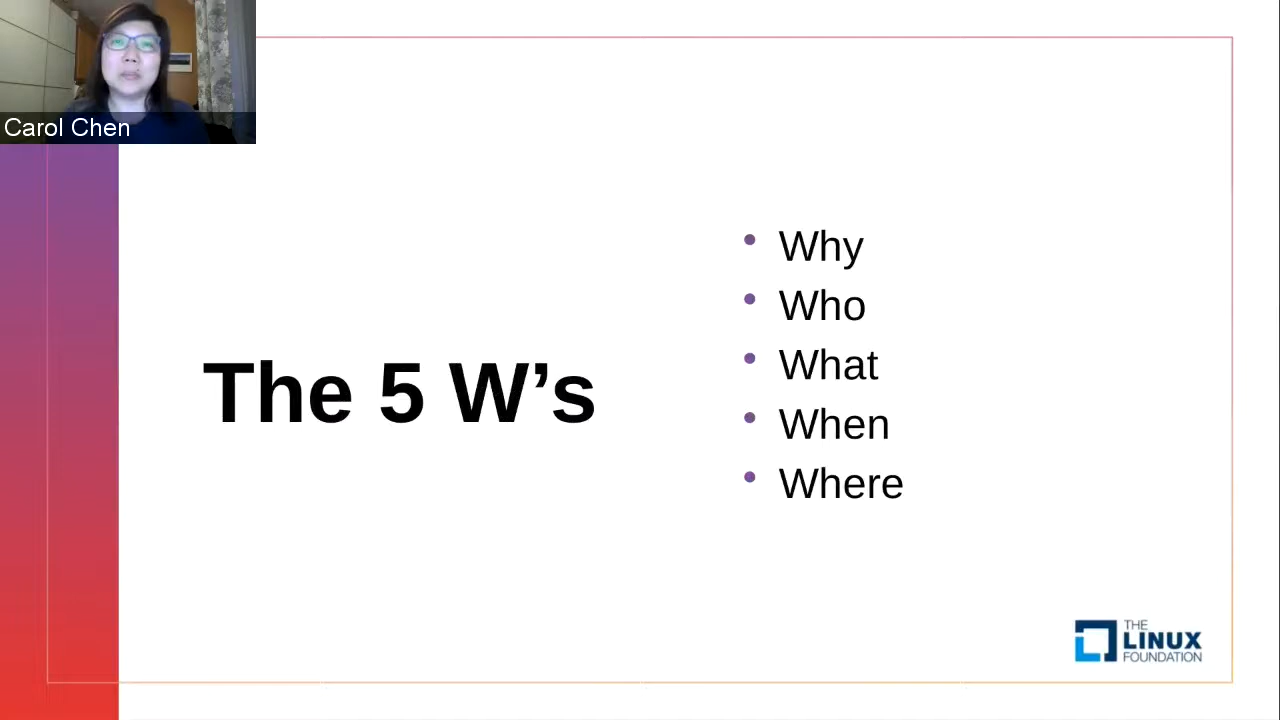 Carol Chen
The 5 W’s
Why
Who
What
When
Where
THE
LINUX
FOUNDATION